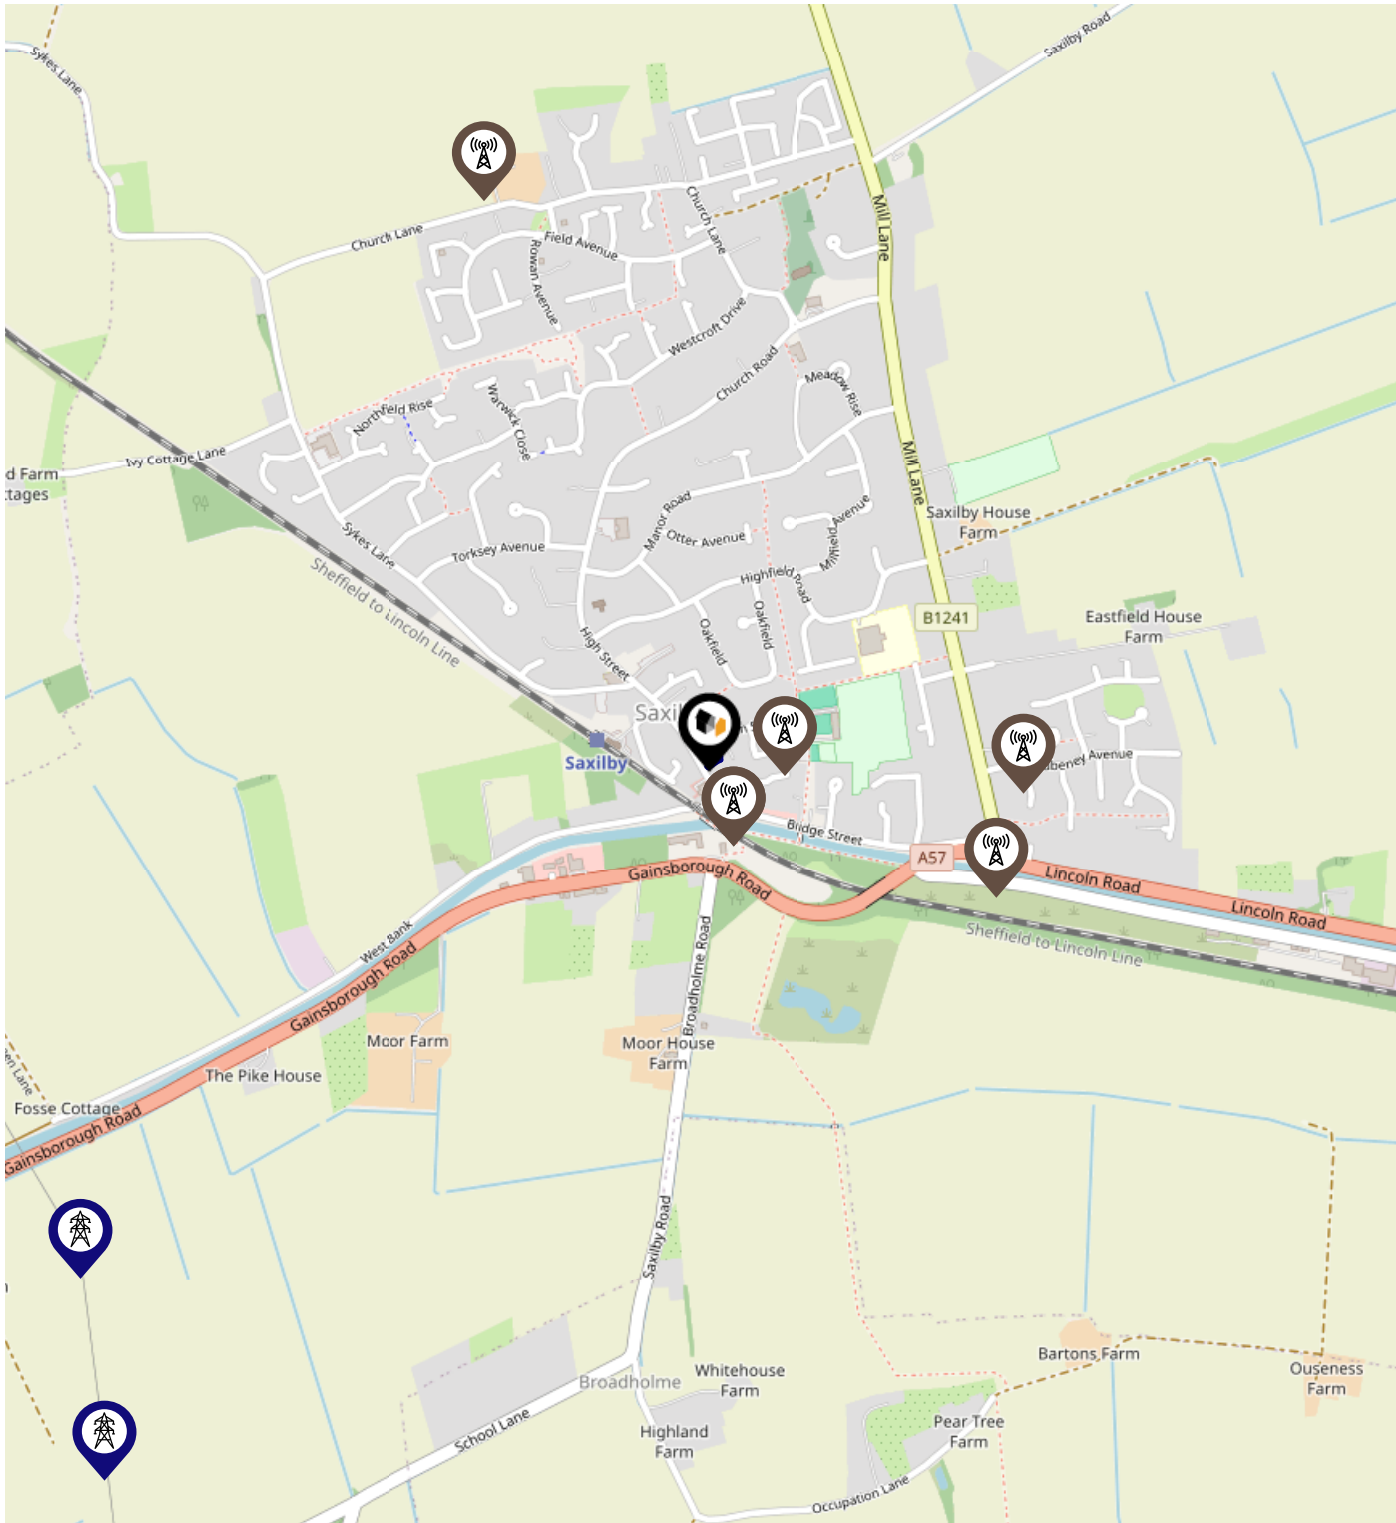 Saxilby Road
Sykes Lane
Church Lane
Mill Lane
Church Lane
Field Avenue
Rowan Avenue
Westcroft Drive
Church Road
Meadow Rise
Northfield Rise
Warwick Close
Ivy Cottage Lane
d Farm
ttages
Mill Lane
Manor Road
Saxilby House
Farm
Sykes Lane
Otter Avenue
Millfield Avenue
Torksey Avenue
Highfield Road
Sheffield to Lincoln Line
B1241
Eastfield House
Farm
Oakfield
Oakfield
High Street
Saxil
Saxilby
beney Avenue
Bridge Street
A57
Gainsborough Road
Lincoln Road
Lincoln Road
West Bank
Gainsborough Road
Broadholme Road
Sheffield to Lincoln Line
Moor Farm
Moor House
Farm
The Pike House
en Lane
Fosse Cottage
Gainsborough Road
Saxilby Road
Bartons Farm
Ouseness
Farm
Whitehouse
Farm
Broadholme
School Lane
Highland
Farm
Pear Tree
Farm
Occupation Lane